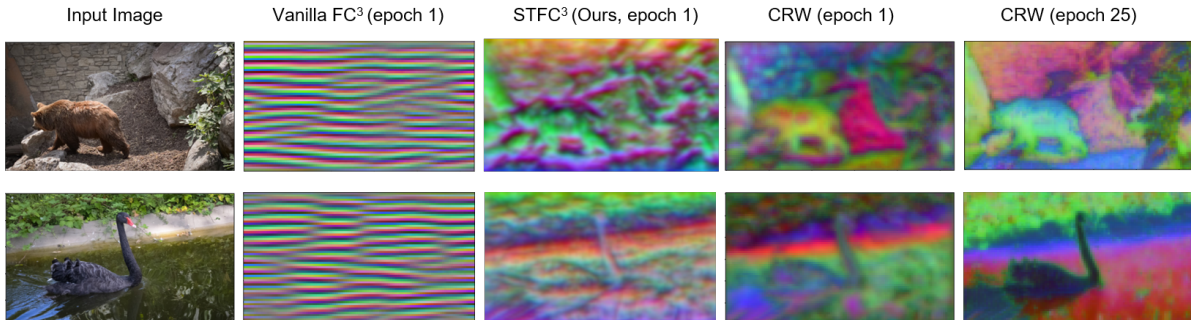 Input Image Vanilla FC³ (epoch 1) STFC³ (Ours, epoch 1) CRW (epoch 1) CRW (epoch 25)